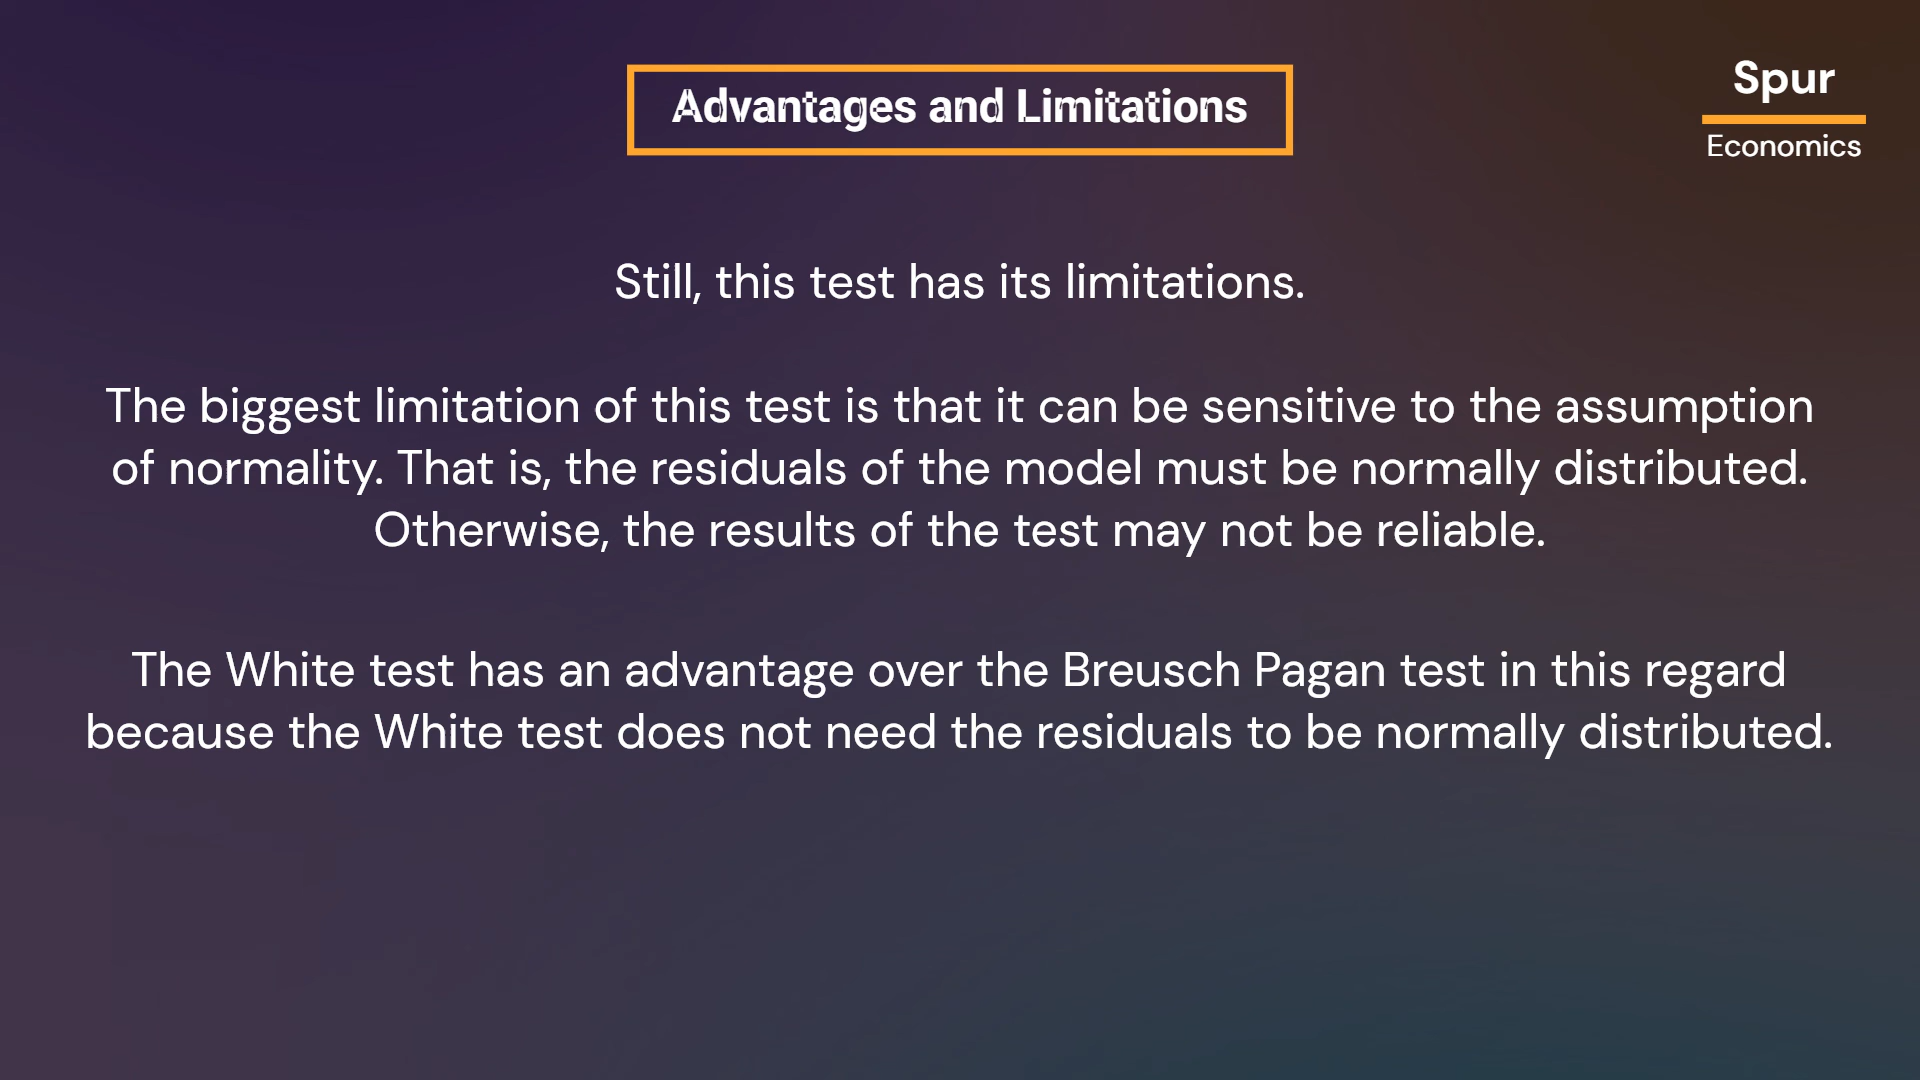 Advantages and Limitations
Spur
Economics
Still, this test has its limitations.
The biggest limitation of this test is that it can be sensitive to the assumption
of normality. That is, the residuals of the model must be normally distributed.
Otherwise, the results of the test may not be reliable.
The White test has an advantage over the Breusch Pagan test in this regard
because the White test does not need the residuals to be normally distributed.